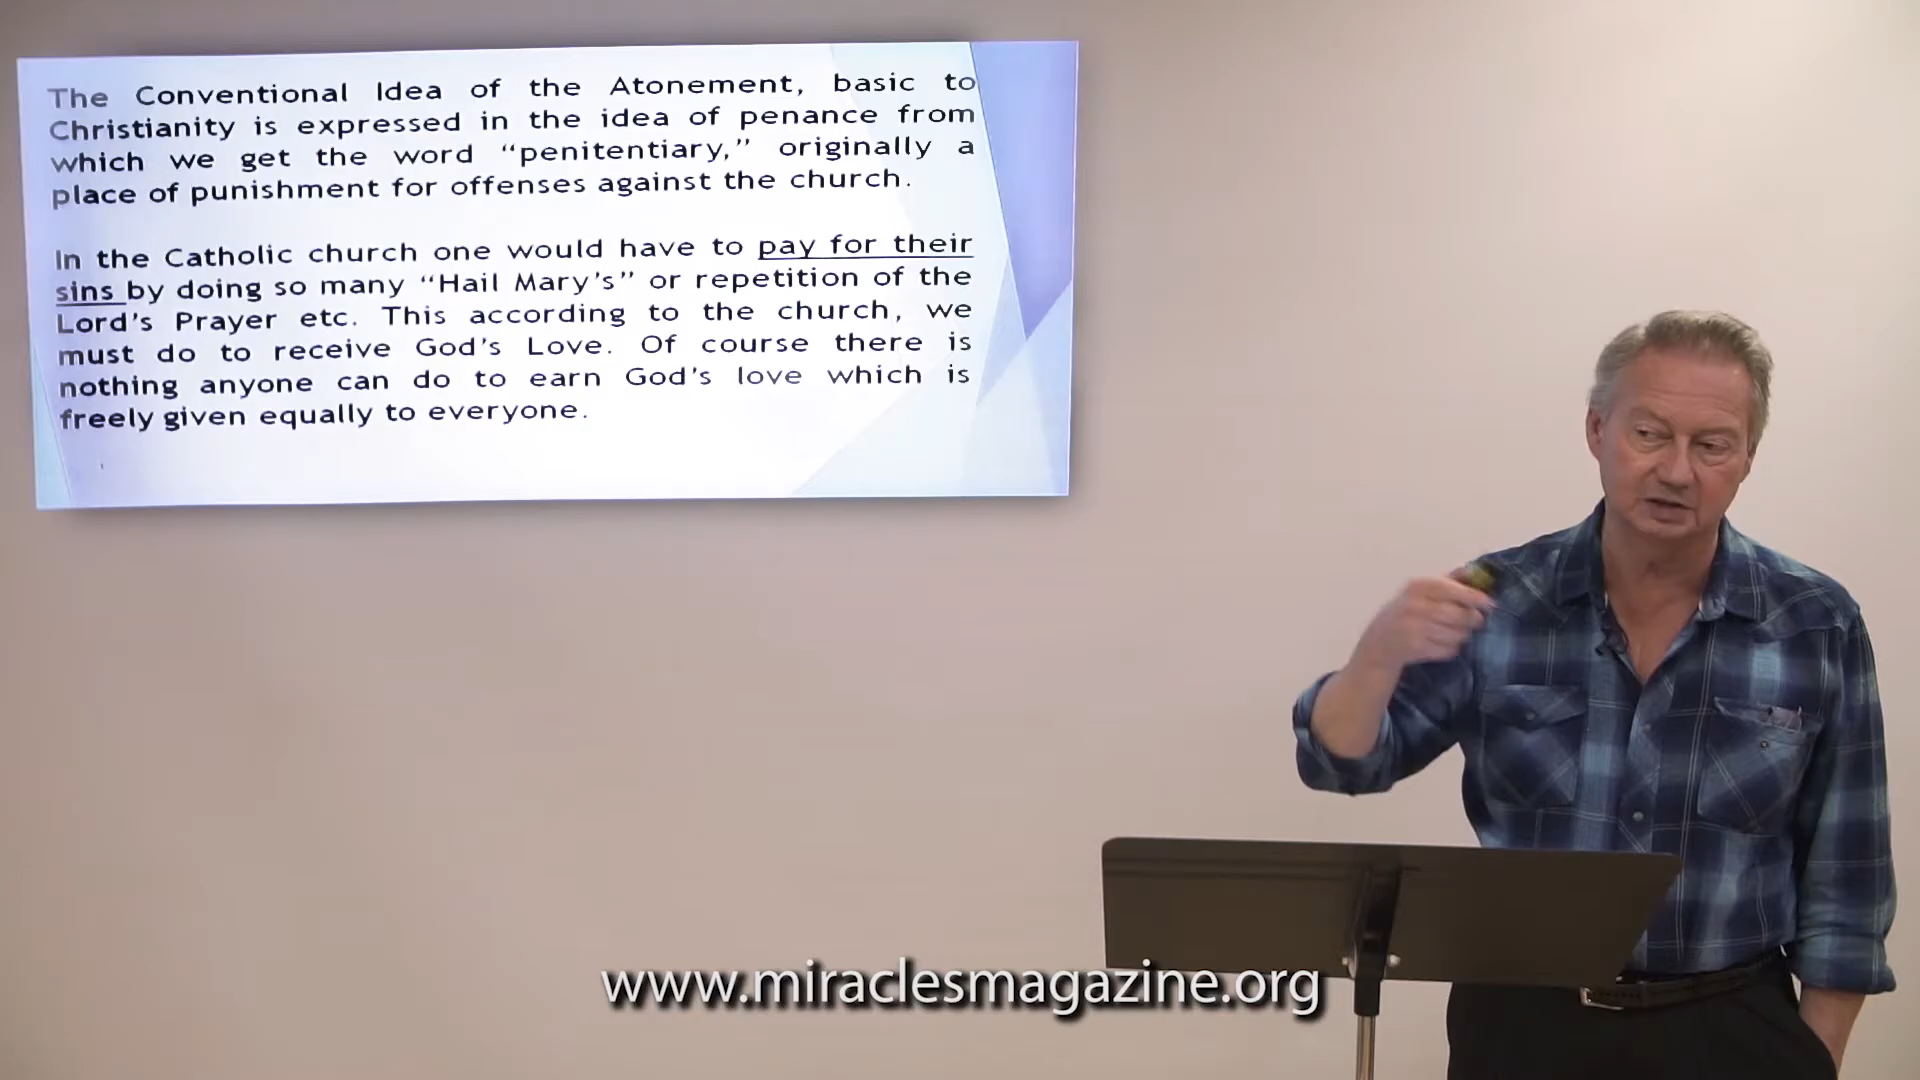 The Conventional Idea of the Atonement, basic to
Christianity is expressed in the idea of penance from
which we get the word “penitentiary,” originally a
place of punishment for offenses against the church.
In the Catholic church one would have to pay for their
sins by doing so many “Hail Mary’s” or repetition of the
Lord’s Prayer etc. This according to the church, we
must do to receive God’s Love. Of course there is
nothing anyone can do to earn God’s love which is
freely given equally to everyone.
www.miraclesmagazine.org